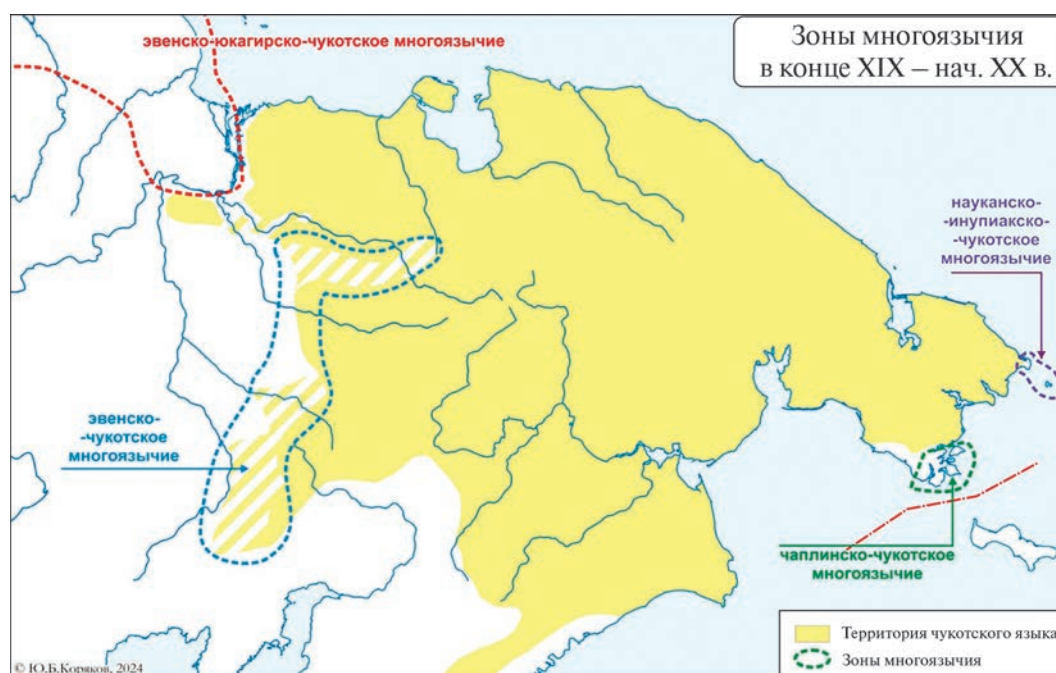 Зоны многоязычия
в конце XIX – нач. XX в.
эвенско-юкагирско-чукотское многоязычие
науканско-
-инупиакско-
-чукотское
многоязычие
эвенско-
-чукотское
многоязычие
чаплинско-чукотское
многоязычие
Территория чукотского языка
Зоны многоязычия
© Ю.Б.Коряков, 2024